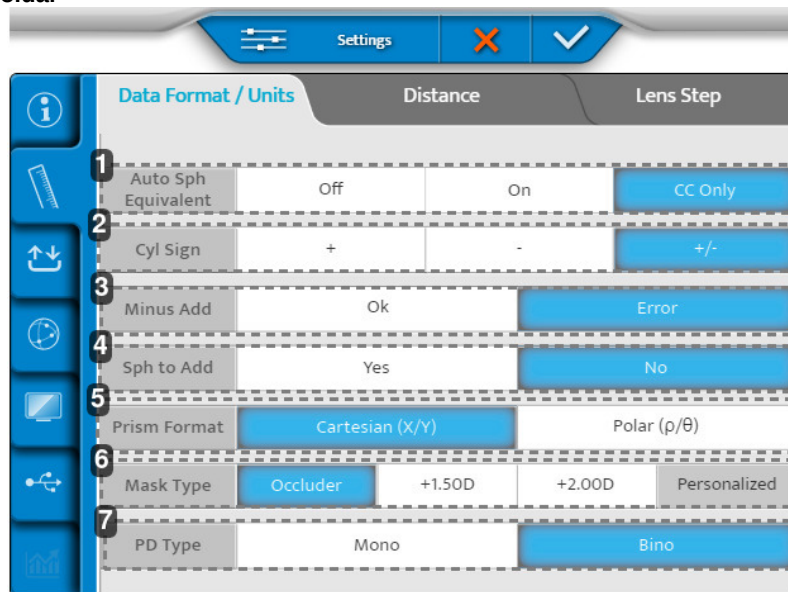 Settings
Data Format / Units Distance Lens Step
1
Auto Sph Equivalent Off On CC Only
2
Cyl Sign + - +/-
3
Minus Add Ok Error
4
Sph to Add Yes No
5
Prism Format Cartesian (X/Y) Polar (ρ/θ)
6
Mask Type Occluder +1.50D +2.00D Personalized
7
PD Type Mono Bino